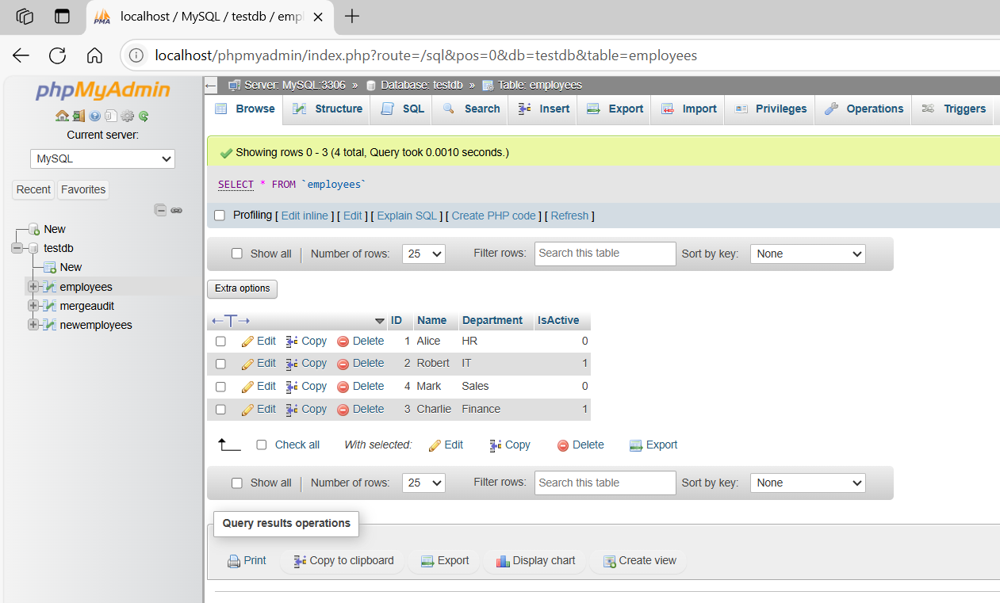 localhost / MySQL / testdb / empl
localhost/phpmyadmin/index.php?route=/sql&pos=0&db=testdb&table=employees
phpMyAdmin
Current server:
MySQL
Recent Favorites
New
testdb
New
employees
mergeaudit
newemployees
Server: MySQL:3306 » Database: testdb » Table: employees
Browse Structure SQL Search Insert Export Import Privileges Operations Triggers
Showing rows 0 - 3 (4 total, Query took 0.0010 seconds.)
SELECT * FROM `employees`
Profiling [ Edit inline ] [ Edit ] [ Explain SQL ] [ Create PHP code ] [ Refresh ]
Show all | Number of rows: 25 Filter rows: Search this table Sort by key: None
Extra options
←T→ ID Name Department IsActive
Edit Copy Delete 1 Alice HR 0
Edit Copy Delete 2 Robert IT 1
Edit Copy Delete 4 Mark Sales 0
Edit Copy Delete 3 Charlie Finance 1
Check all With selected: Edit Copy Delete Export
Show all | Number of rows: 25 Filter rows: Search this table Sort by key: None
Query results operations
Print Copy to clipboard Export Display chart Create view